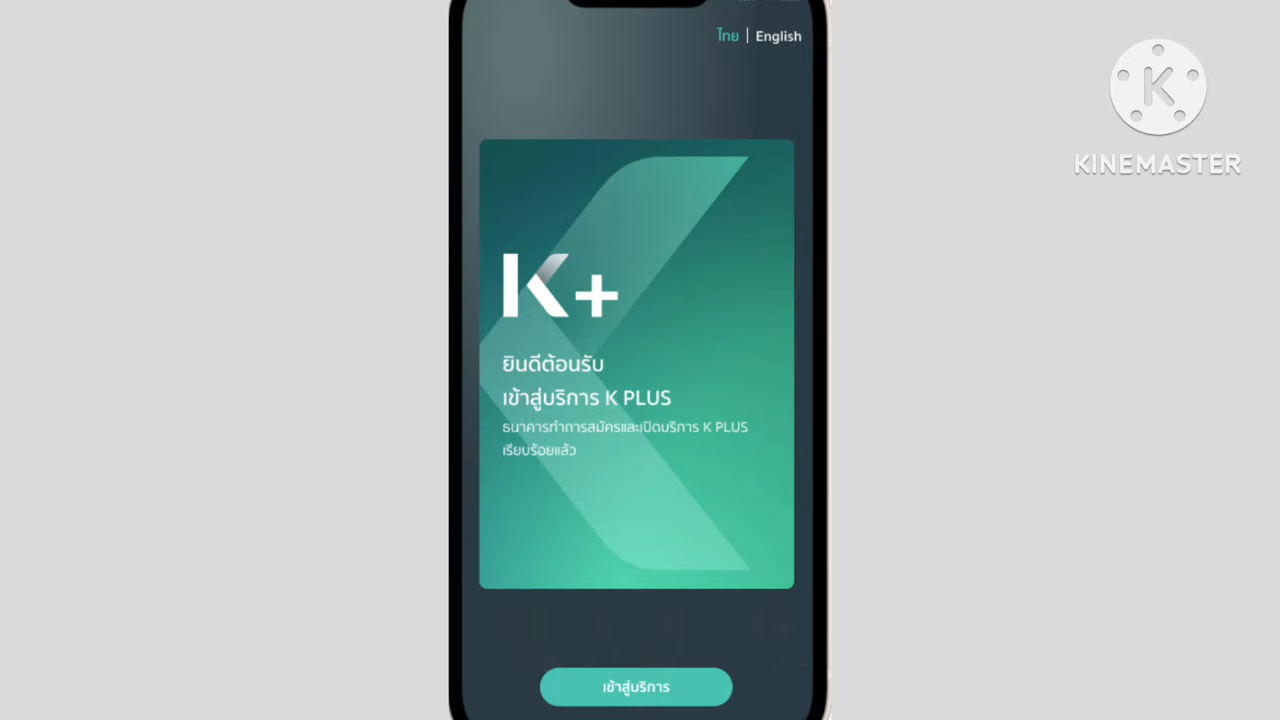 ไทย | English
K
KINEMASTER
K+
ยินดีต้อนรับ
เข้าสู่บริการ K PLUS
ธนาคารทำการสมัครและเปิดบริการ K PLUS
เรียบร้อยแล้ว
เข้าสู่บริการ